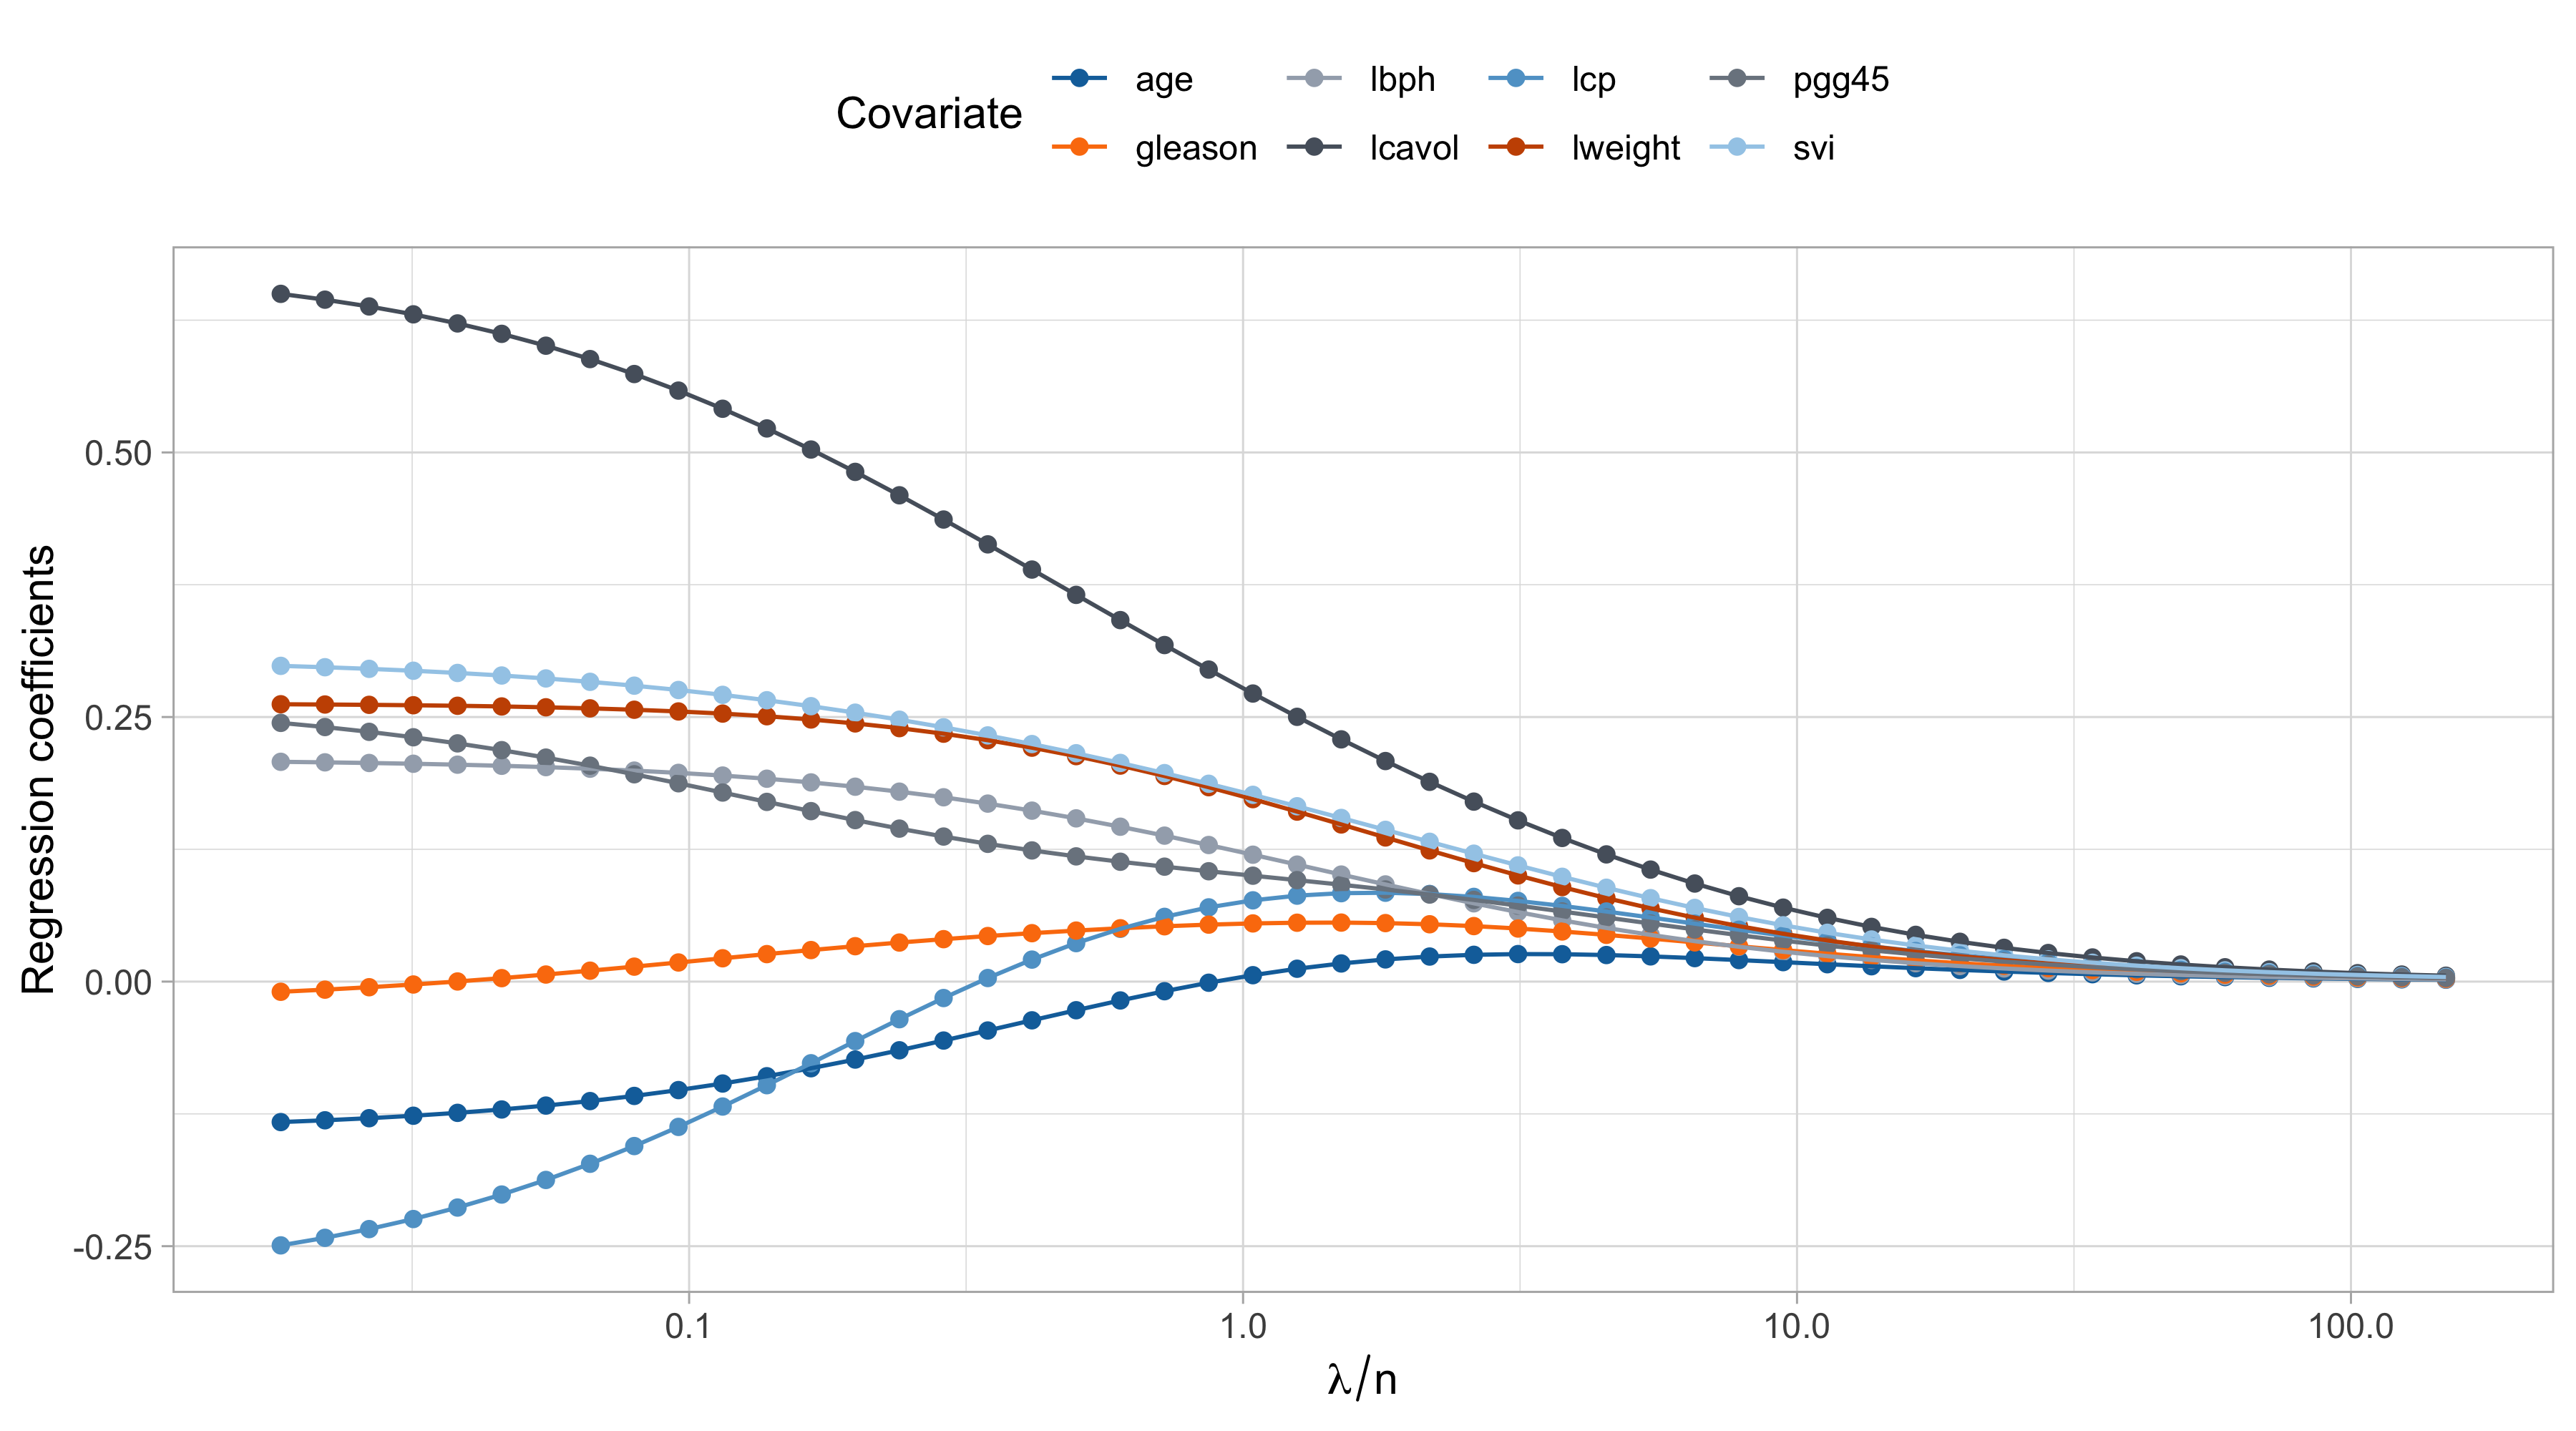 Covariate
age lbph lcp pgg45
gleason lcavol lweight svi
Regression coefficients
0.50
0.25
0.00
-0.25
0.1 1.0 10.0 100.0
λ/n